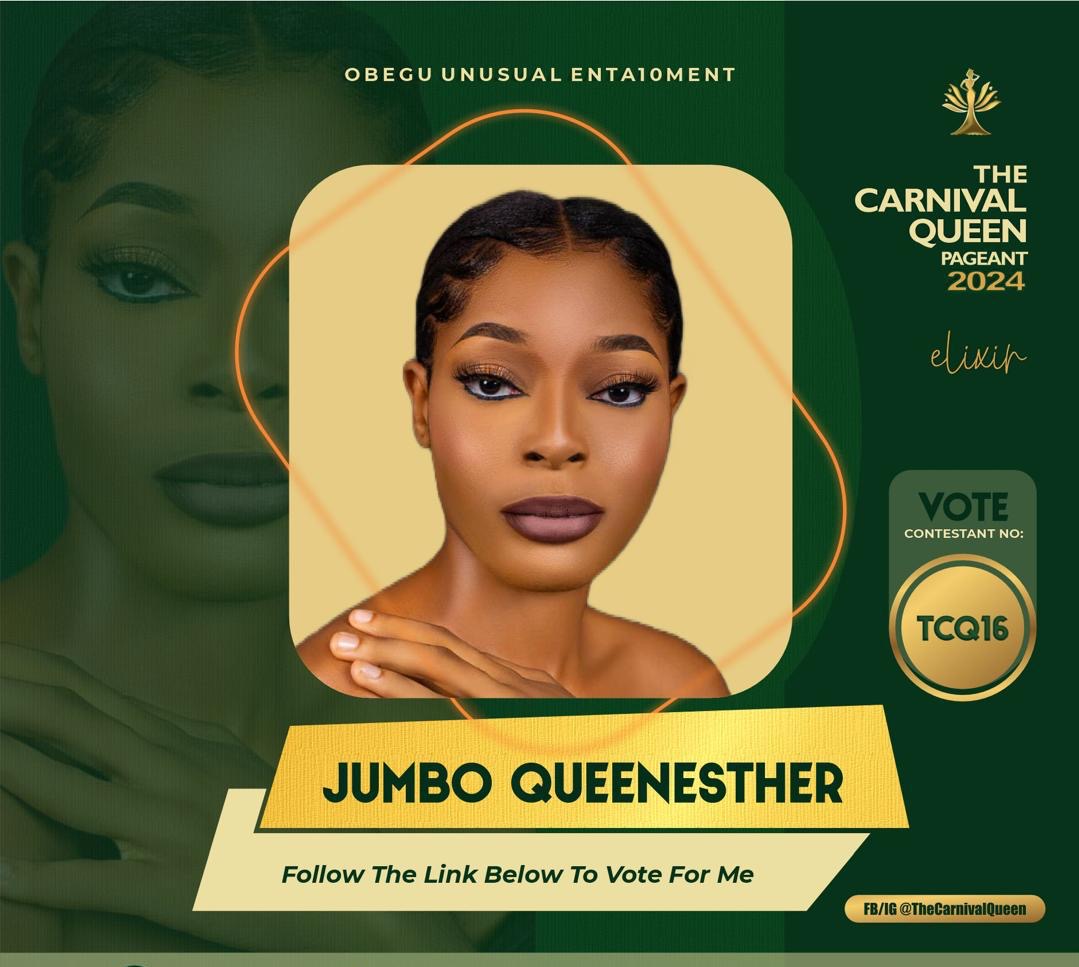 OBEGU UNUSUAL ENTA10MENT
THE
CARNIVAL
QUEEN
PAGEANT
2024
elixir
VOTE
CONTESTANT NO:
TCQ16
JUMBO QUEENESTHER
Follow The Link Below To Vote For Me
FB/IG @TheCarnivalQueen